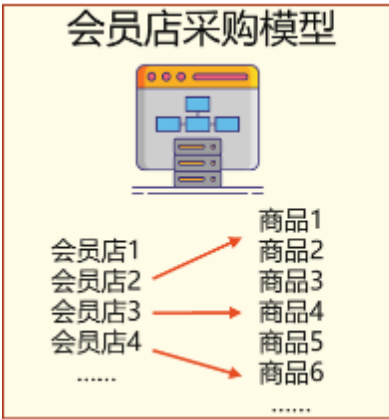 会员店采购模型
商品1
会员店1
商品2
会员店2
商品3
会员店3
商品4
会员店4
商品5
......
商品6
......